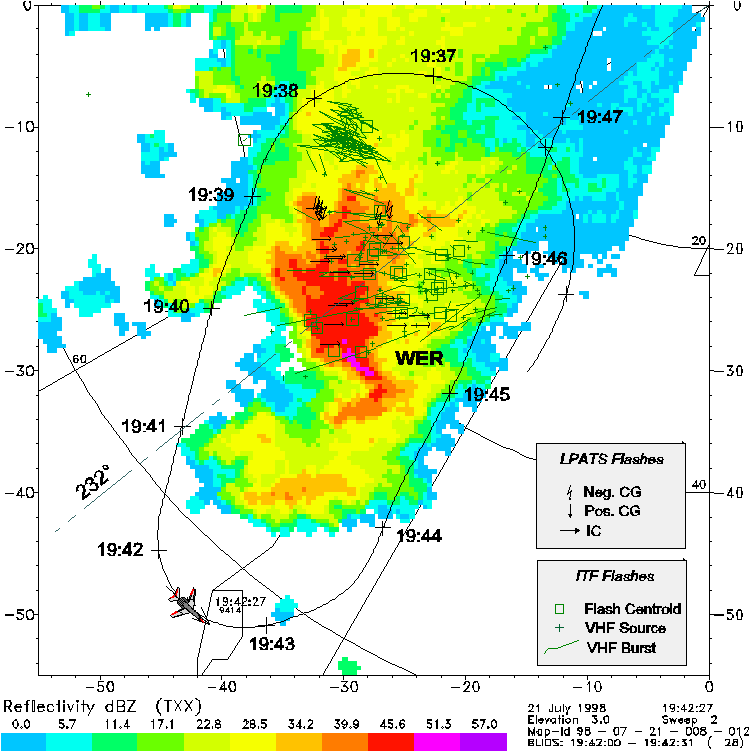 0 0
19:37
19:38
19:47
-10 -10
19:39
-20 20 -20
19:46
19:40
WER
60
-30 -30
19:45
19:41
232°
LPATS Flashes
Neg. CG
Pos. CG
IC
-40 40 -40
19:44
19:42
ITF Flashes
Flash Centroid
VHF Source
VHF Burst
19:42:27
9414
-50 -50
19:43
-50 -40 -30 -20 -10 0
Reflectivity dBZ (TXX)
0.0 5.7 11.4 17.1 22.8 28.5 34.2 39.9 45.6 51.5 57.0
21 July 1998 19:42:27
Elevation 3.0 Sweep 2
Map-Id 98 - 07 - 21 - 008 - 012
BLIDS: 19:42:00 - 19:42:31 ( 28)